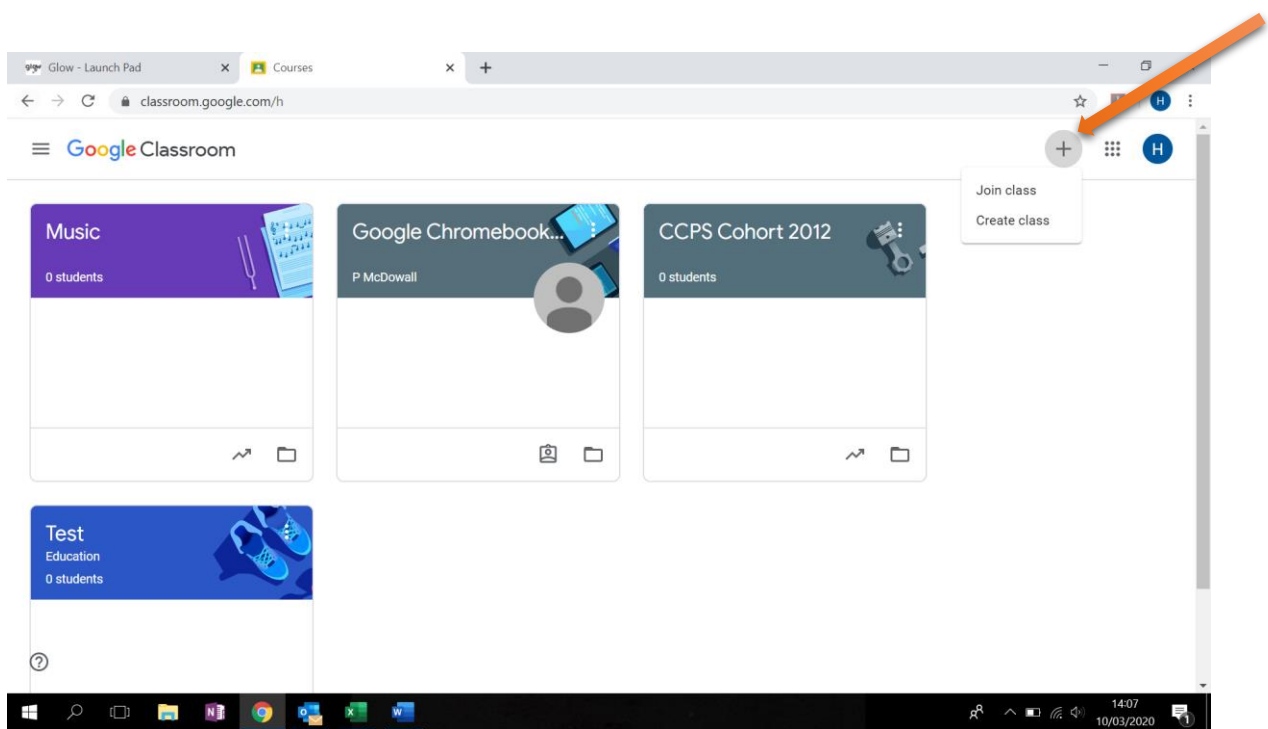 Glow - Launch Pad
Courses
classroom.google.com/h
H
Google Classroom
H
Join class
Create class
Music
0 students
Google Chromebook...
P McDowall
CCPS Cohort 2012
0 students
Test
Education
0 students
14:07
10/03/2020
1